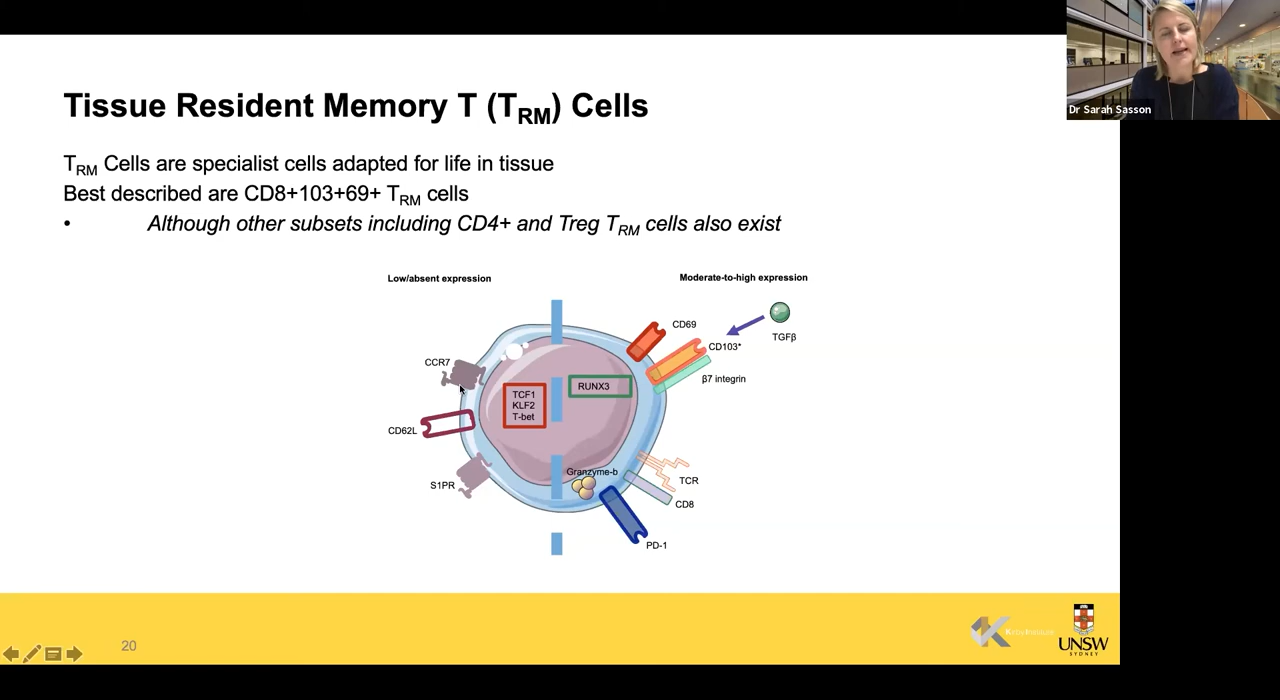 Dr Sarah Sasson
Tissue Resident Memory T (TRM) Cells
TRM Cells are specialist cells adapted for life in tissue
Best described are CD8+103+69+ TRM cells
• Although other subsets including CD4+ and Treg TRM cells also exist
Low/absent expression
Moderate-to-high expression
CD69
TGFβ
CD103*
CCR7
β7 integrin
RUNX3
TCF1
KLF2
T-bet
CD62L
Granzyme-b
TCR
S1PR
CD8
PD-1
20
Kirby Institute
UNSW
SYDNEY